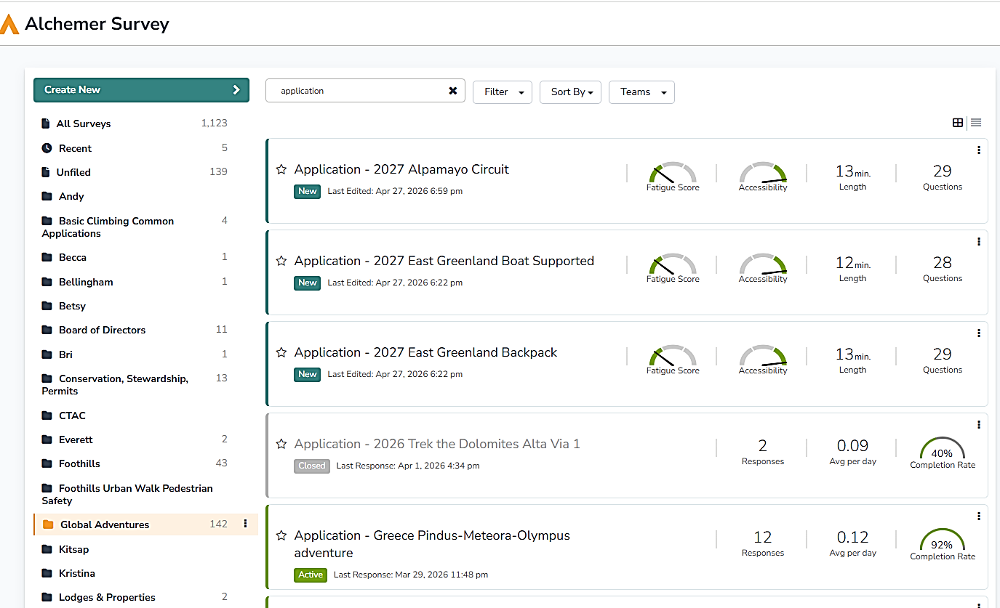 Alchemer Survey
Create New
All Surveys 1,123
Recent 5
Unfiled 139
Andy
Basic Climbing Common 4
Applications
Becca 1
Bellingham 1
Betsy
Board of Directors 11
Bri 1
Conservation, Stewardship, 13
Permits
CTAC
Everett 2
Foothills 43
Foothills Urban Walk Pedestrian
Safety
Global Adventures 142
Kitsap
Kristina
Lodges & Properties 2
application
Filter
Sort By
Teams
Application - 2027 Alpamayo Circuit
New Last Edited: Apr 27, 2026 6:59 pm
Fatigue Score
Accessibility
13 min.
Length
29
Questions
Application - 2027 East Greenland Boat Supported
New Last Edited: Apr 27, 2026 6:22 pm
Fatigue Score
Accessibility
12 min.
Length
28
Questions
Application - 2027 East Greenland Backpack
New Last Edited: Apr 27, 2026 6:22 pm
Fatigue Score
Accessibility
13 min.
Length
29
Questions
Application - 2026 Trek the Dolomites Alta Via 1
Closed Last Response: Apr 1, 2026 4:34 pm
2
Responses
0.09
Avg per day
40%
Completion Rate
Application - Greece Pindus-Meteora-Olympus
adventure
Active Last Response: Mar 29, 2026 11:48 pm
12
Responses
0.12
Avg per day
92%
Completion Rate